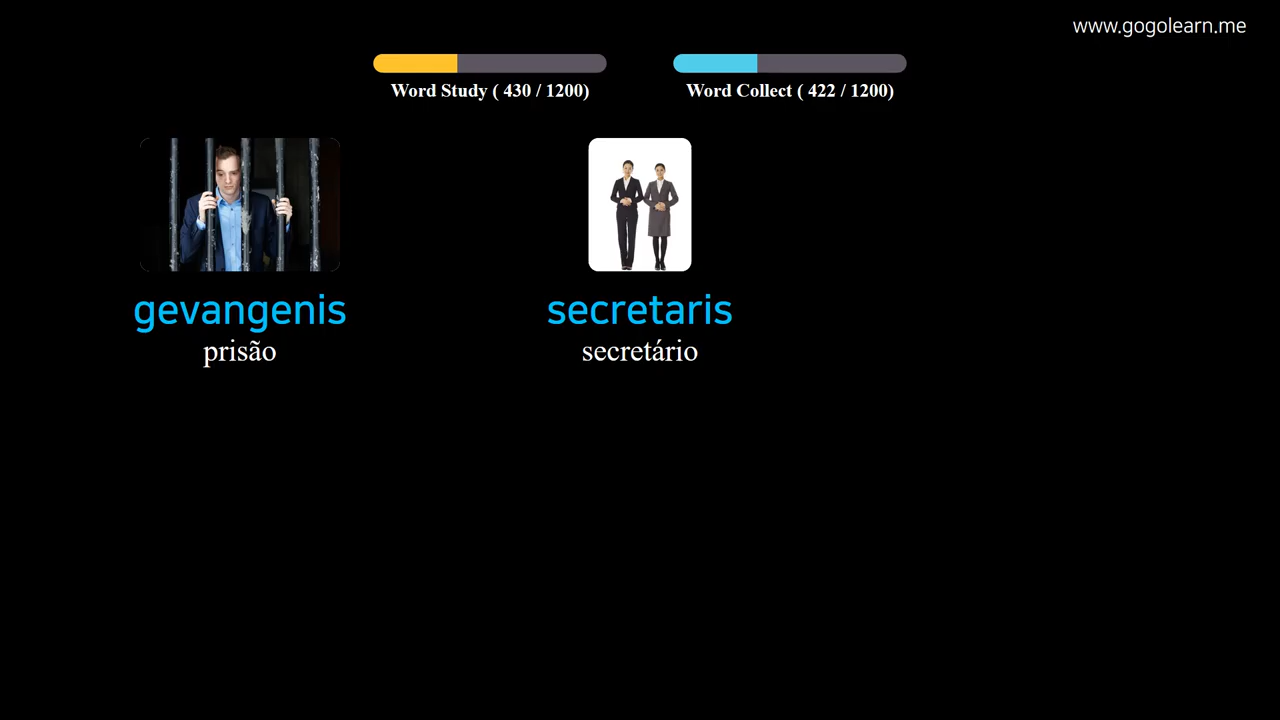 www.gogolearn.me
Word Study ( 430 / 1200)
Word Collect ( 422 / 1200)
gevangenis
prisão
secretaris
secretário